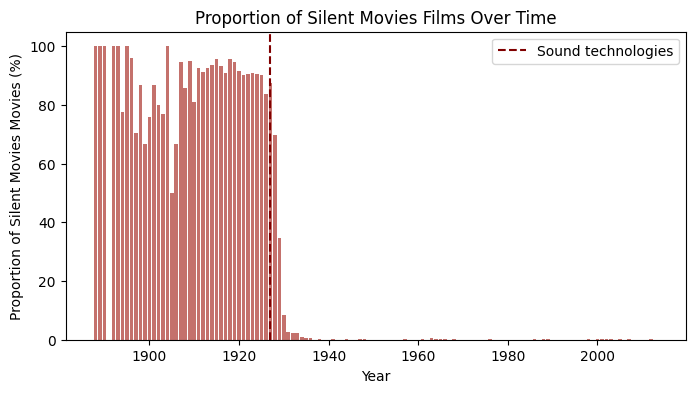 Proportion of Silent Movies Films Over Time
Sound technologies
Proportion of Silent Movies Movies (%)
100
80
60
40
20
0
1900 1920 1940 1960 1980 2000
Year